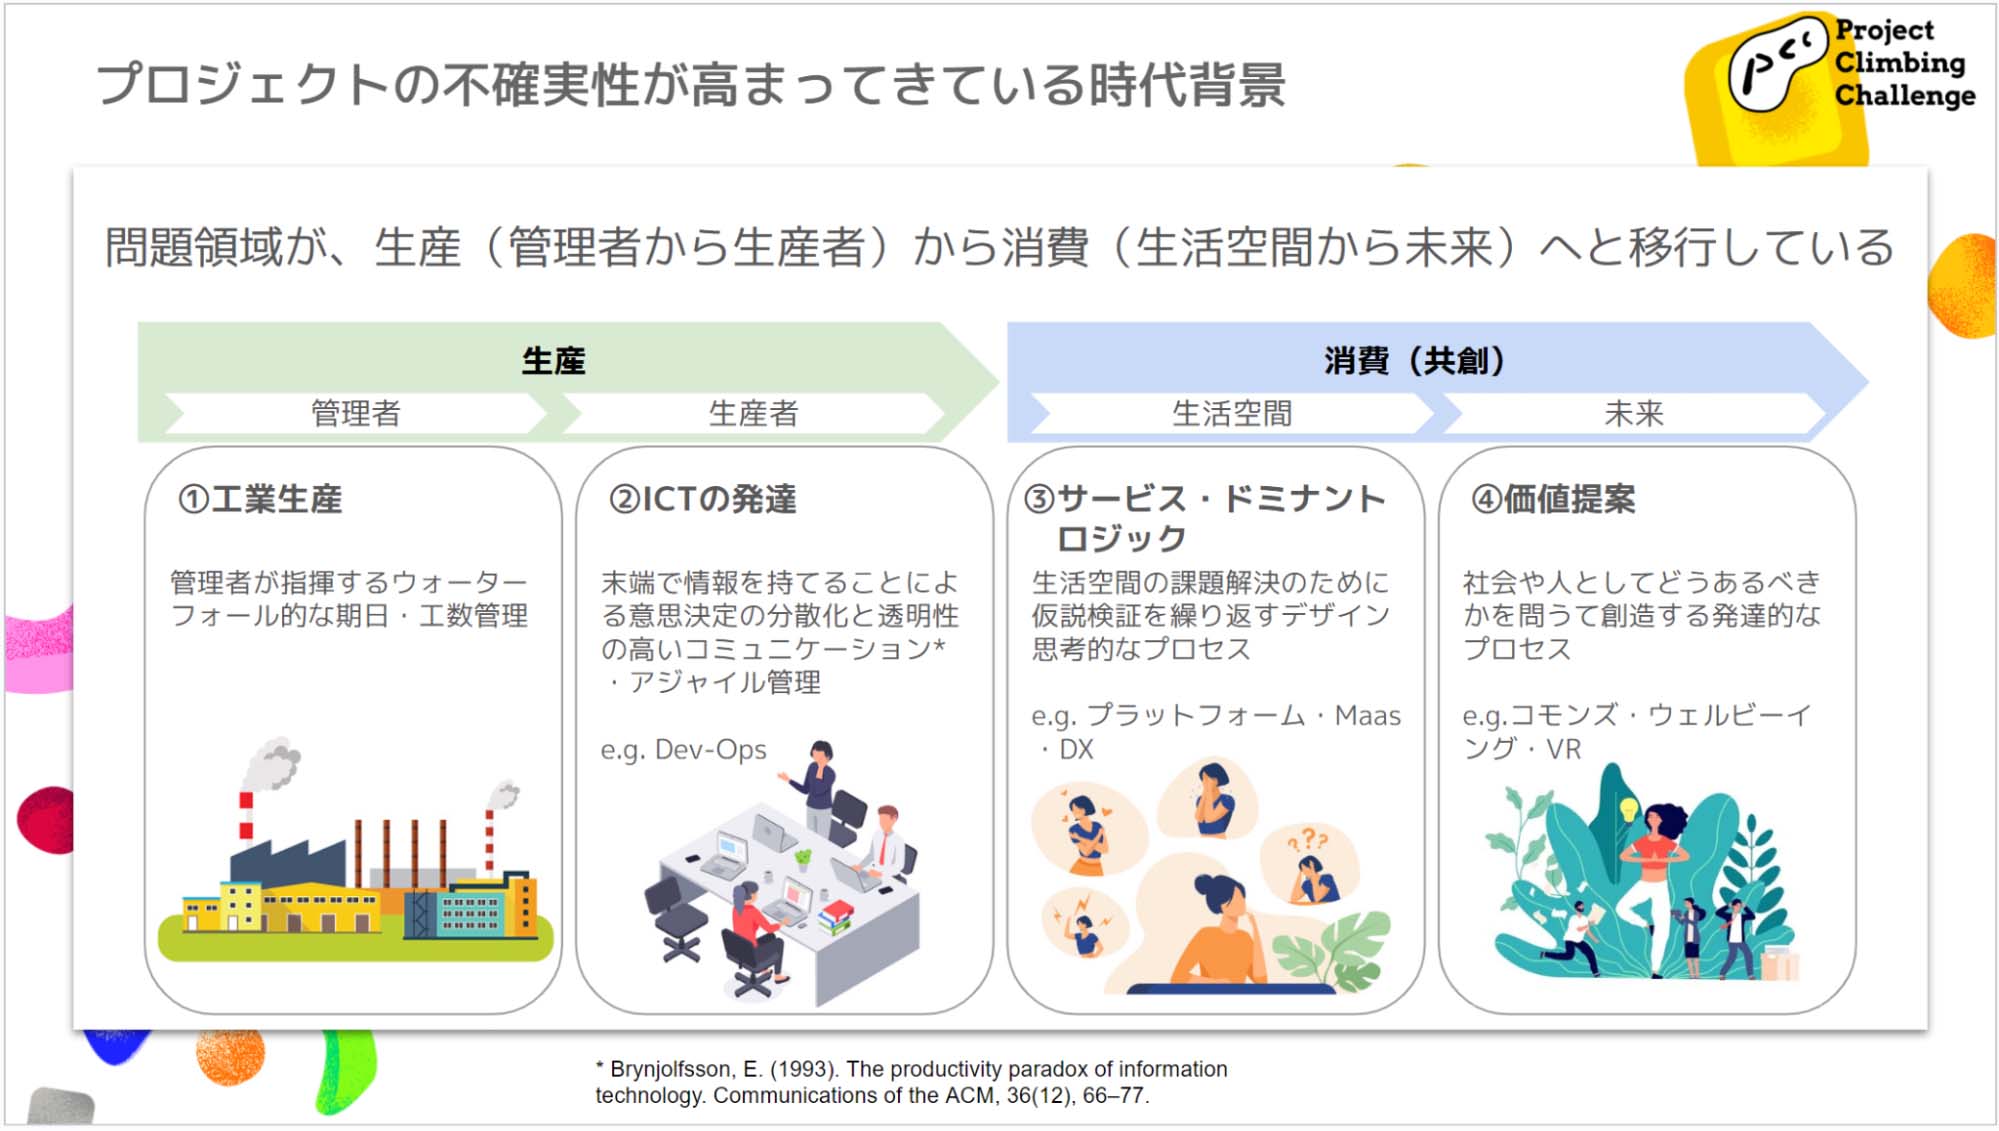 プロジェクトの不確実性が高まってきている時代背景
Project
Climbing
Challenge
pcc
問題領域が、生産（管理者から生産者）から消費（生活空間から未来）へと移行している
生産
消費（共創）
管理者
生産者
生活空間
未来
①工業生産
管理者が指揮するウォーター
フォール的な期日・工数管理
②ICTの発達
末端で情報を持てることによ
る意思決定の分散化と透明性
の高いコミュニケーション*
・アジャイル管理
e.g. Dev-Ops
③サービス・ドミナント
ロジック
生活空間の課題解決のために
仮説検証を繰り返すデザイン
思考的なプロセス
e.g. プラットフォーム・Maas
・DX
???
④価値提案
社会や人としてどうあるべき
かを問うて創造する発達的な
プロセス
e.g.コモンズ・ウェルビーイ
ング・VR
* Brynjolfsson, E. (1993). The productivity paradox of information
technology. Communications of the ACM, 36(12), 66–77.